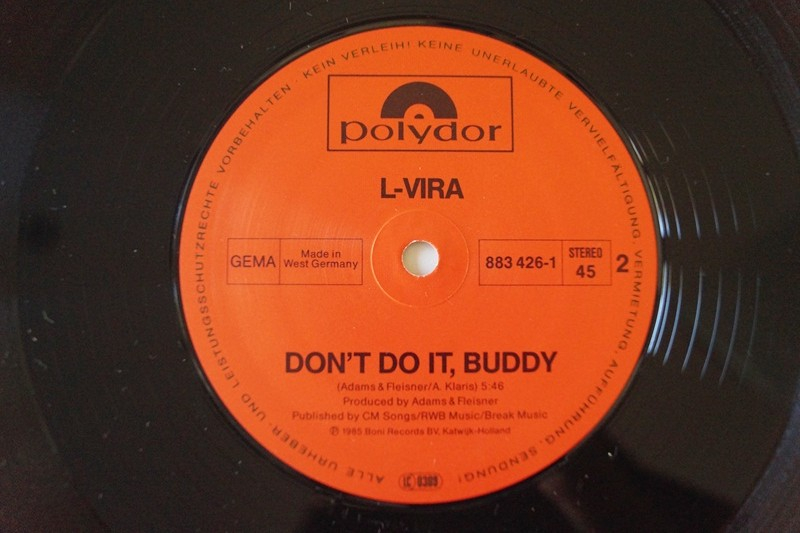 ALLE URHEBER- UND LEISTUNGSSCHUTZRECHTE VORBEHALTEN · KEIN VERLEIH! KEINE UNERLAUBTE VERVIELFÄLTIGUNG, VERMIETUNG, AUFFÜHRUNG, SENDUNG!
polydor
L-VIRA
GEMA
Made in
West Germany
883 426-1
STEREO
45
2
DON'T DO IT, BUDDY
(Adams & Fleisner/A. Klaris) 5:46
Produced by Adams & Fleisner
Published by CM Songs/RWB Music/Break Music
℗ 1985 Boni Records BV, Katwijk-Holland
LC 0309